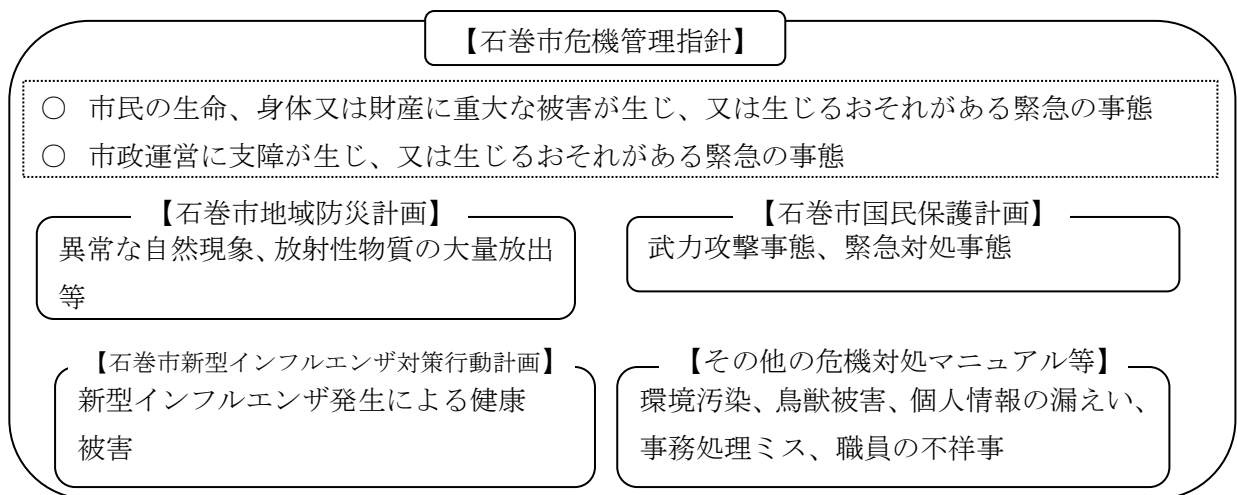 【石巻市危機管理指針】
○ 市民の生命、身体又は財産に重大な被害が生じ、又は生じるおそれがある緊急の事態
○ 市政運営に支障が生じ、又は生じるおそれがある緊急の事態
【石巻市地域防災計画】
異常な自然現象、放射性物質の大量放出
等
【石巻市国民保護計画】
武力攻撃事態、緊急対処事態
【石巻市新型インフルエンザ対策行動計画】
新型インフルエンザ発生による健康
被害
【その他の危機対処マニュアル等】
環境汚染、鳥獣被害、個人情報の漏えい、
事務処理ミス、職員の不祥事